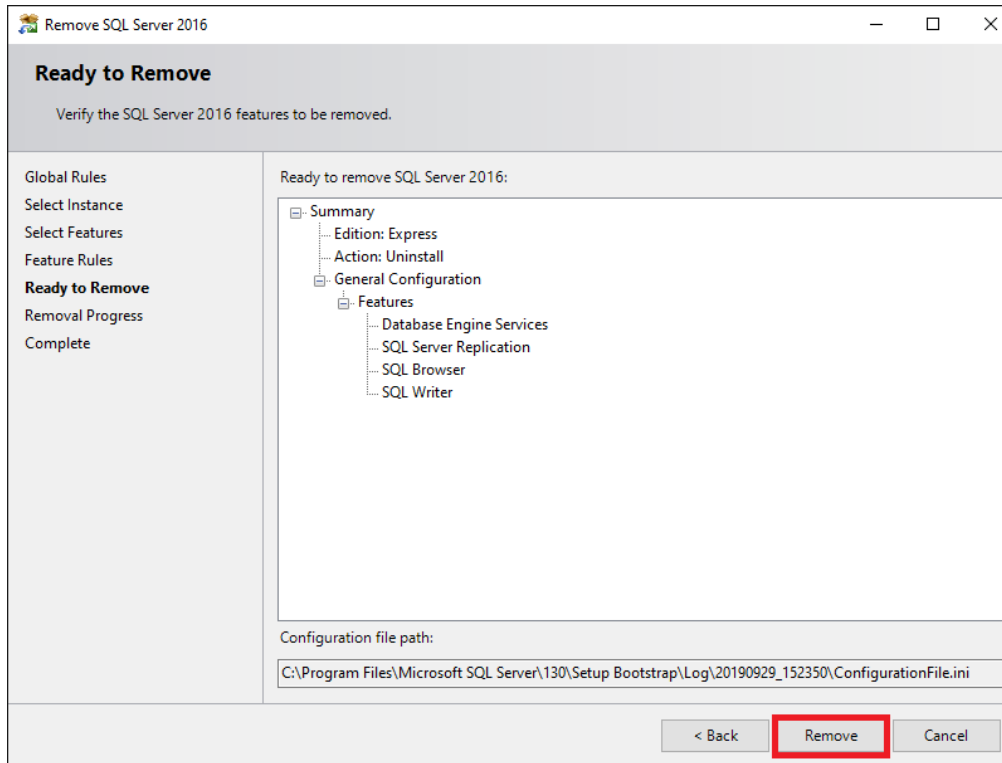 Remove SQL Server 2016
Ready to Remove
Verify the SQL Server 2016 features to be removed.
Global Rules
Select Instance
Select Features
Feature Rules
Ready to Remove
Removal Progress
Complete
Ready to remove SQL Server 2016:
Summary
Edition: Express
Action: Uninstall
General Configuration
Features
Database Engine Services
SQL Server Replication
SQL Browser
SQL Writer
Configuration file path:
C:\Program Files\Microsoft SQL Server\130\Setup Bootstrap\Log\20190929_152350\ConfigurationFile.ini
< Back Remove Cancel